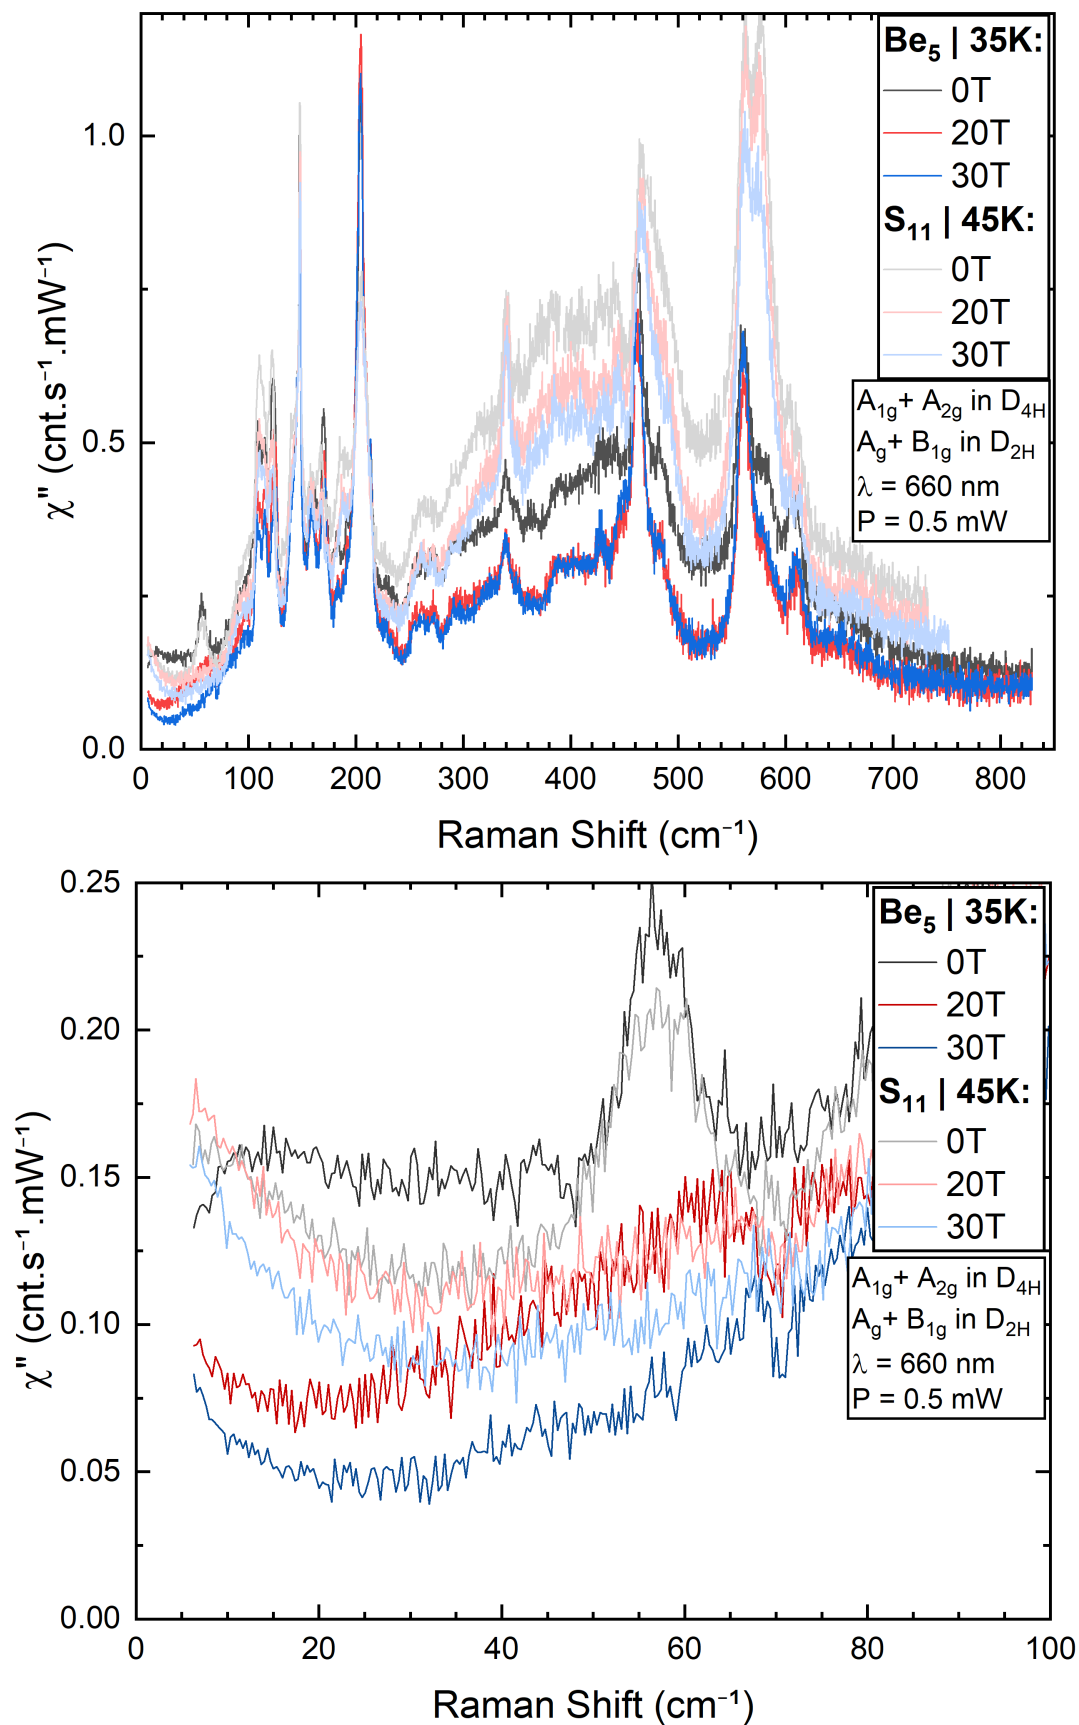 Be₅ | 35K:
0T
20T
30T
S₁₁ | 45K:
0T
20T
30T
A₁g+ A₂g in D₄H
Ag+ B₁g in D₂H
λ = 660 nm
P = 0.5 mW
1.0
0.5
0.0
χ" (cnt.s⁻¹.mW⁻¹)
0 100 200 300 400 500 600 700 800
Raman Shift (cm⁻¹)
0.25
0.20
0.15
0.10
0.05
0.00
χ" (cnt.s⁻¹.mW⁻¹)
Be₅ | 35K:
0T
20T
30T
S₁₁ | 45K:
0T
20T
30T
A₁g+ A₂g in D₄H
Ag+ B₁g in D₂H
λ = 660 nm
P = 0.5 mW
0 20 40 60 80 100
Raman Shift (cm⁻¹)